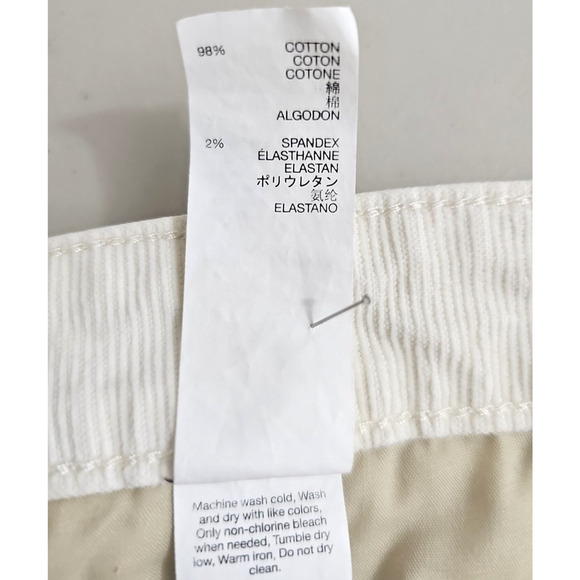 98% COTTON
COTON
COTONE
綿
棉
ALGODON
2% SPANDEX
ÉLASTHANNE
ELASTAN
ポリウレタン
氨纶
ELASTANO
Machine wash cold, Wash
and dry with like colors,
Only non-chlorine bleach
when needed, Tumble dry
low, Warm iron, Do not dry
clean.